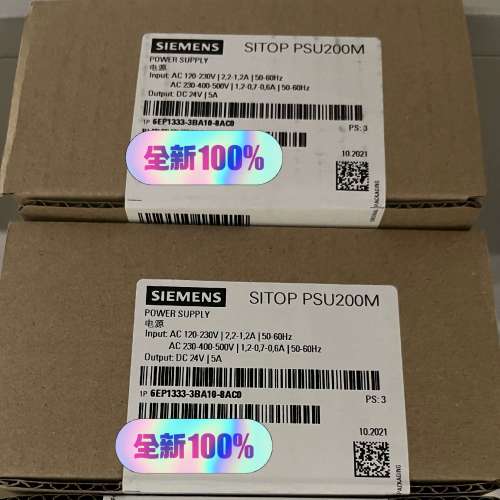 SIEMENS SITOP PSU200M
POWER SUPPLY
电源
Input: AC 120-230V | 2,2-1,2A | 50-60Hz
AC 230-400-500V | 1,2-0,7-0,6A | 50-60Hz
Output: DC 24V | 5A
1P 6EP1333-3BA10-8AC0
PS: 3
全新100%
10.2021
SERIAL PACKAGING
SIEMENS SITOP PSU200M
POWER SUPPLY
电源
Input: AC 120-230V | 2,2-1,2A | 50-60Hz
AC 230-400-500V | 1,2-0,7-0,6A | 50-60Hz
Output: DC 24V | 5A
1P 6EP1333-3BA10-8AC0
PS: 3
全新100%
10.2021
PACKAGING